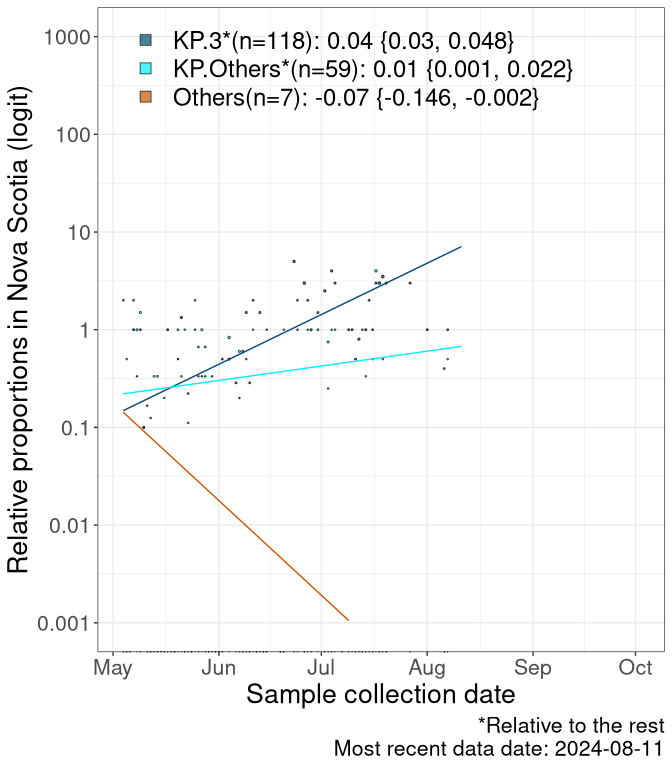 KP.3*(n=118): 0.04 {0.03, 0.048}
KP.Others*(n=59): 0.01 {0.001, 0.022}
Others(n=7): -0.07 {-0.146, -0.002}
Relative proportions in Nova Scotia (logit)
1000
100
10
1
0.1
0.01
0.001
May Jun Jul Aug Sep Oct
Sample collection date
*Relative to the rest
Most recent data date: 2024-08-11